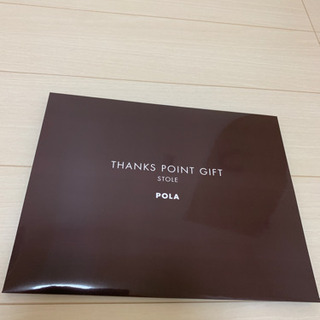 THANKS POINT GIFT
STOLE
POLA